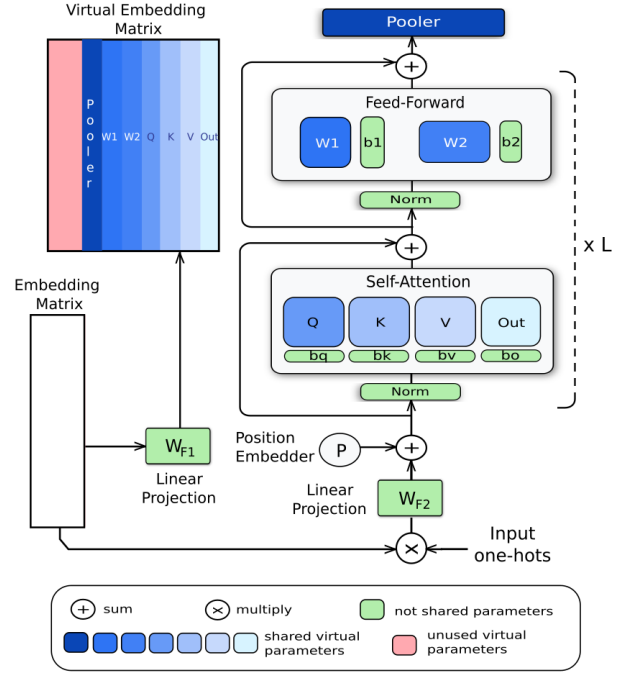 Virtual Embedding
Matrix
Pooler
W1
W2
Q
K
V
Out
Pooler
+
Feed-Forward
W1
b1
W2
b2
Norm
+
x L
Self-Attention
Q
K
V
Out
bq
bk
bv
bo
Norm
Embedding
Matrix
WF1
Linear
Projection
Position
Embedder
P
+
Linear
Projection
WF2
×
Input
one-hots
+ sum
× multiply
not shared parameters
shared virtual
parameters
unused virtual
parameters